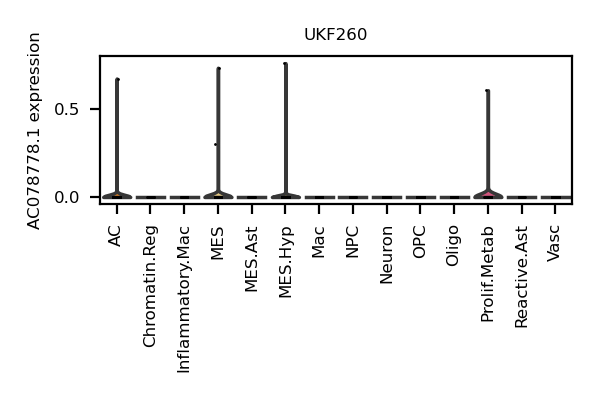 UKF260
AC078778.1 expression
0.5
0.0
AC
Chromatin.Reg
Inflammatory.Mac
MES
MES.Ast
MES.Hyp
Mac
NPC
Neuron
OPC
Oligo
Prolif.Metab
Reactive.Ast
Vasc